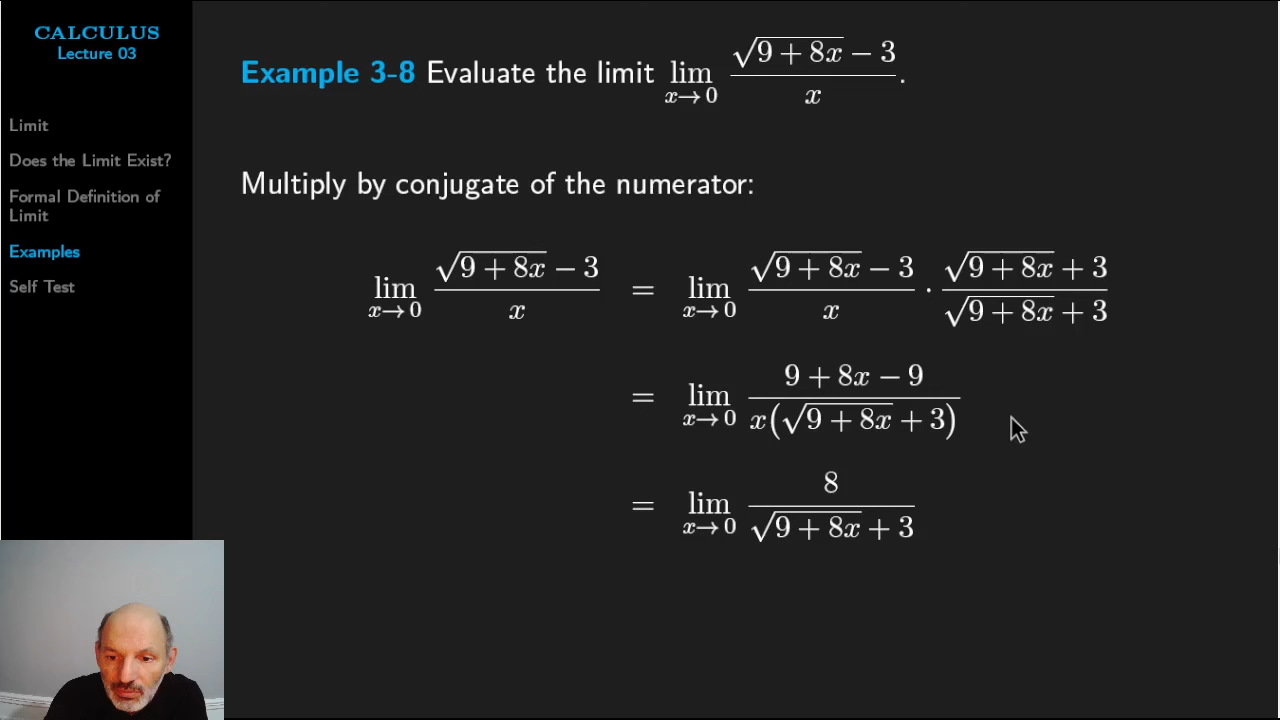 CALCULUS
Lecture 03
Limit
Does the Limit Exist?
Formal Definition of
Limit
Examples
Self Test
Example 3-8 Evaluate the limit lim_{x→0} (√(9 + 8x) − 3)/x.
Multiply by conjugate of the numerator:
lim_{x→0} (√(9 + 8x) − 3)/x = lim_{x→0} (√(9 + 8x) − 3)/x · (√(9 + 8x) + 3)/(√(9 + 8x) + 3)
= lim_{x→0} (9 + 8x − 9)/(x(√(9 + 8x) + 3))
= lim_{x→0} 8/(√(9 + 8x) + 3)